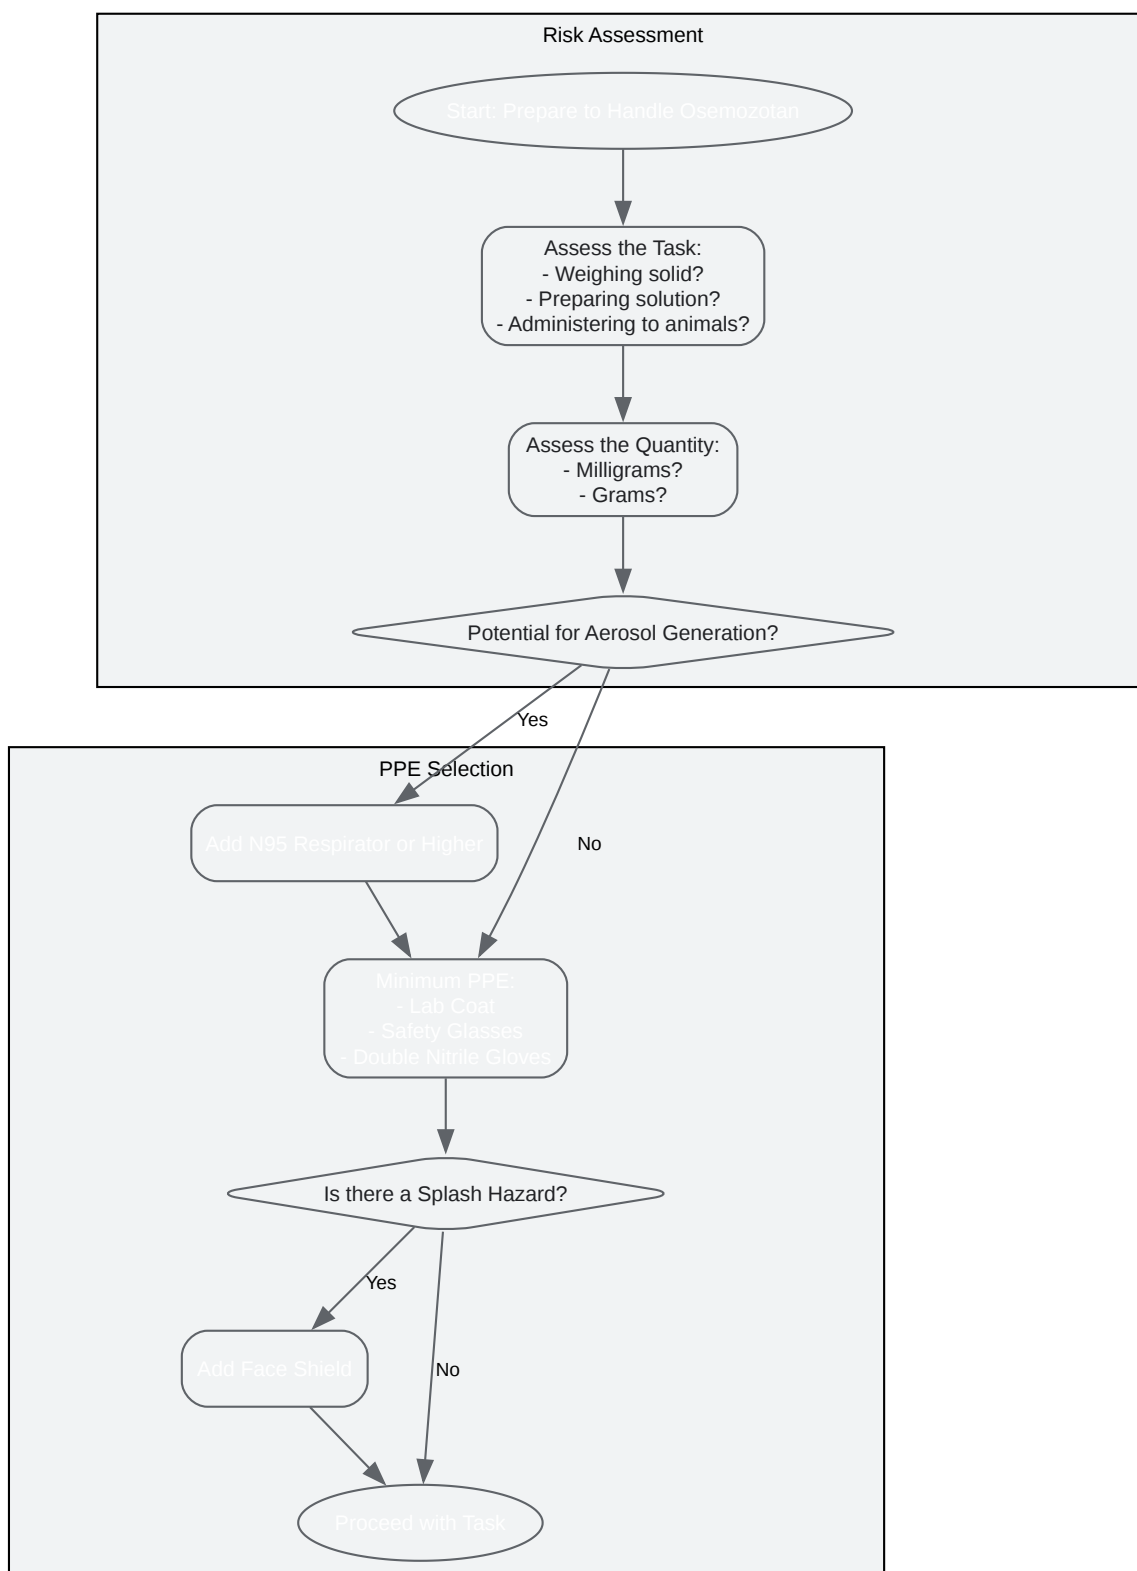 Risk Assessment
Start: Prepare to Handle Osemozotan
Assess the Task:
- Weighing solid?
- Preparing solution?
- Administering to animals?
Assess the Quantity:
- Milligrams?
- Grams?
Potential for Aerosol Generation?
Yes
PPE Selection
Add N95 Respirator or Higher
No
Minimum PPE:
- Lab Coat
- Safety Glasses
- Double Nitrile Gloves
Is there a Splash Hazard?
Yes
Add Face Shield
No
Proceed with Task